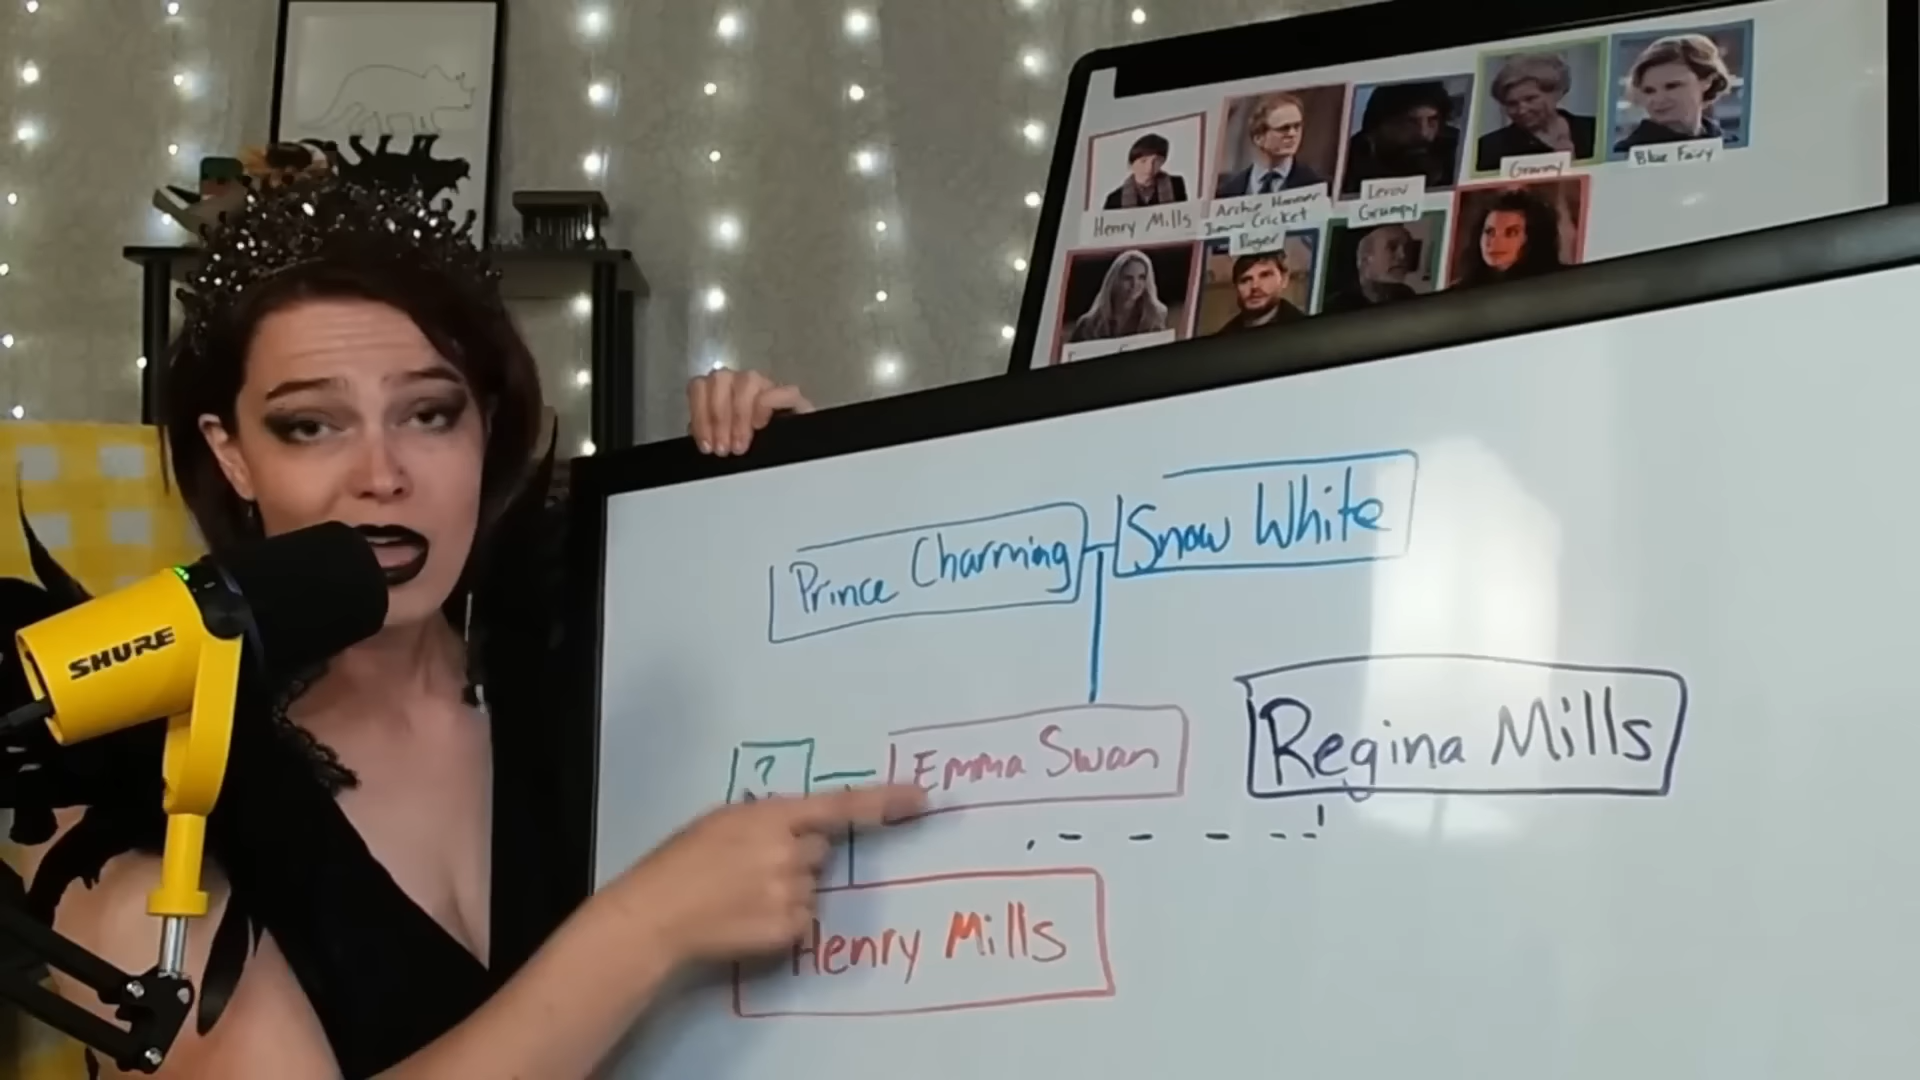 Henry Mills
Archie Hopper
Jiminy Cricket
Leroy
Grumpy
Granny
Blue Fairy
SHURE
Prince Charming
Snow White
?
Emma Swan
Regina Mills
Henry Mills